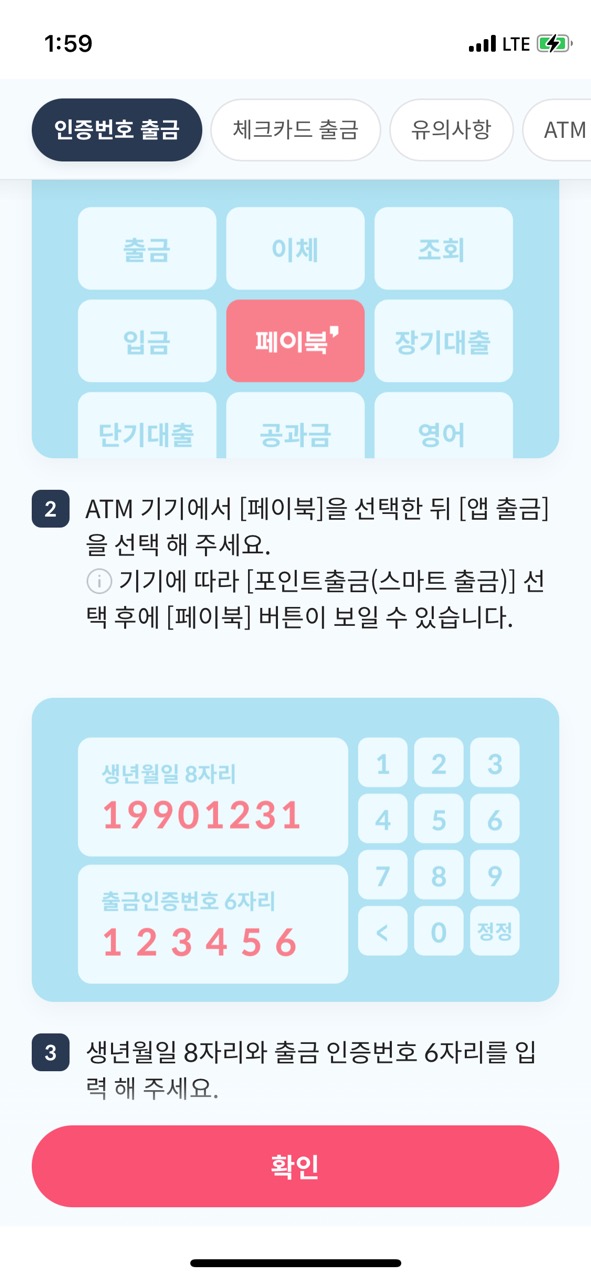 1:59 LTE
인증번호 출금 체크카드 출금 유의사항 ATM
출금 이체 조회
입금 페이북 장기대출
단기대출 공과금 영어
2 ATM 기기에서 [페이북]을 선택한 뒤 [앱 출금]
을 선택 해 주세요.
i 기기에 따라 [포인트출금(스마트 출금)] 선
택 후에 [페이북] 버튼이 보일 수 있습니다.
생년월일 8자리
19901231
출금인증번호 6자리
1 2 3 4 5 6
1 2 3
4 5 6
7 8 9
< 0 정정
3 생년월일 8자리와 출금 인증번호 6자리를 입
력 해 주세요.
확인